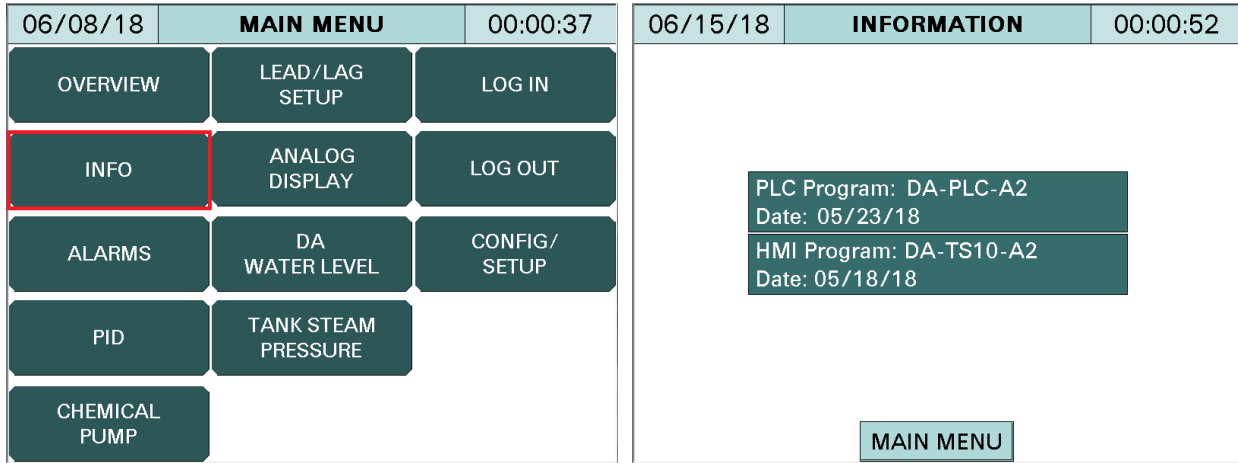 06/08/18 MAIN MENU 00:00:37
OVERVIEW
LEAD/LAG
SETUP
LOG IN
INFO
ANALOG
DISPLAY
LOG OUT
ALARMS
DA
WATER LEVEL
CONFIG/
SETUP
PID
TANK STEAM
PRESSURE
CHEMICAL
PUMP
06/15/18 INFORMATION 00:00:52
PLC Program: DA-PLC-A2
Date: 05/23/18
HMI Program: DA-TS10-A2
Date: 05/18/18
MAIN MENU